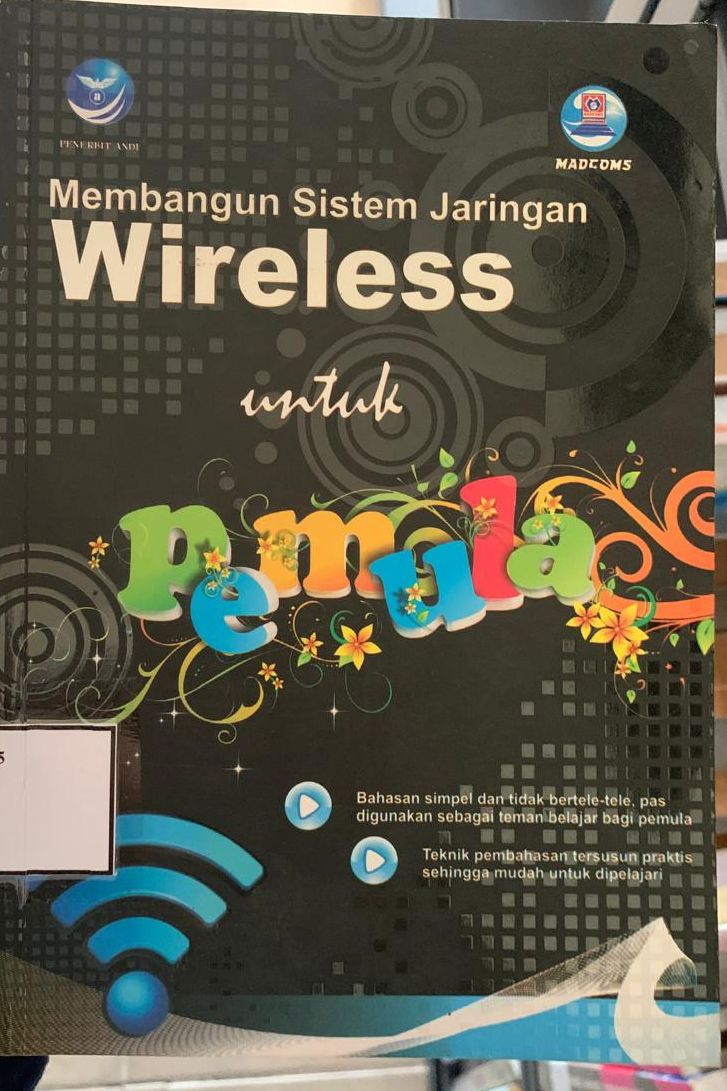 PENERBIT ANDI
MADCOMS
Membangun Sistem Jaringan
Wireless
untuk
pemula
5
Bahasan simpel dan tidak bertele-tele, pas
digunakan sebagai teman belajar bagi pemula
Teknik pembahasan tersusun praktis
sehingga mudah untuk dipelajari